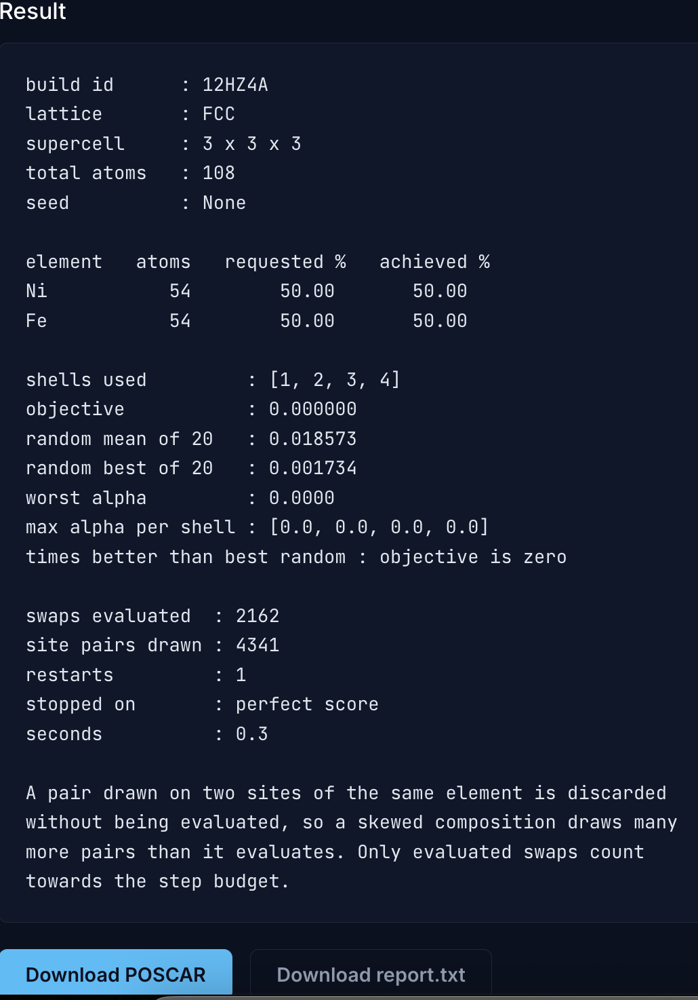 Result
build id      : 12HZ4A
lattice       : FCC
supercell     : 3 x 3 x 3
total atoms   : 108
seed          : None
element   atoms   requested %   achieved %
Ni           54        50.00       50.00
Fe           54        50.00       50.00
shells used         : [1, 2, 3, 4]
objective           : 0.000000
random mean of 20   : 0.018573
random best of 20   : 0.001734
worst alpha         : 0.0000
max alpha per shell : [0.0, 0.0, 0.0, 0.0]
times better than best random : objective is zero
swaps evaluated  : 2162
site pairs drawn : 4341
restarts         : 1
stopped on       : perfect score
seconds          : 0.3
A pair drawn on two sites of the same element is discarded
without being evaluated, so a skewed composition draws many
more pairs than it evaluates. Only evaluated swaps count
towards the step budget.
Download POSCAR
Download report.txt